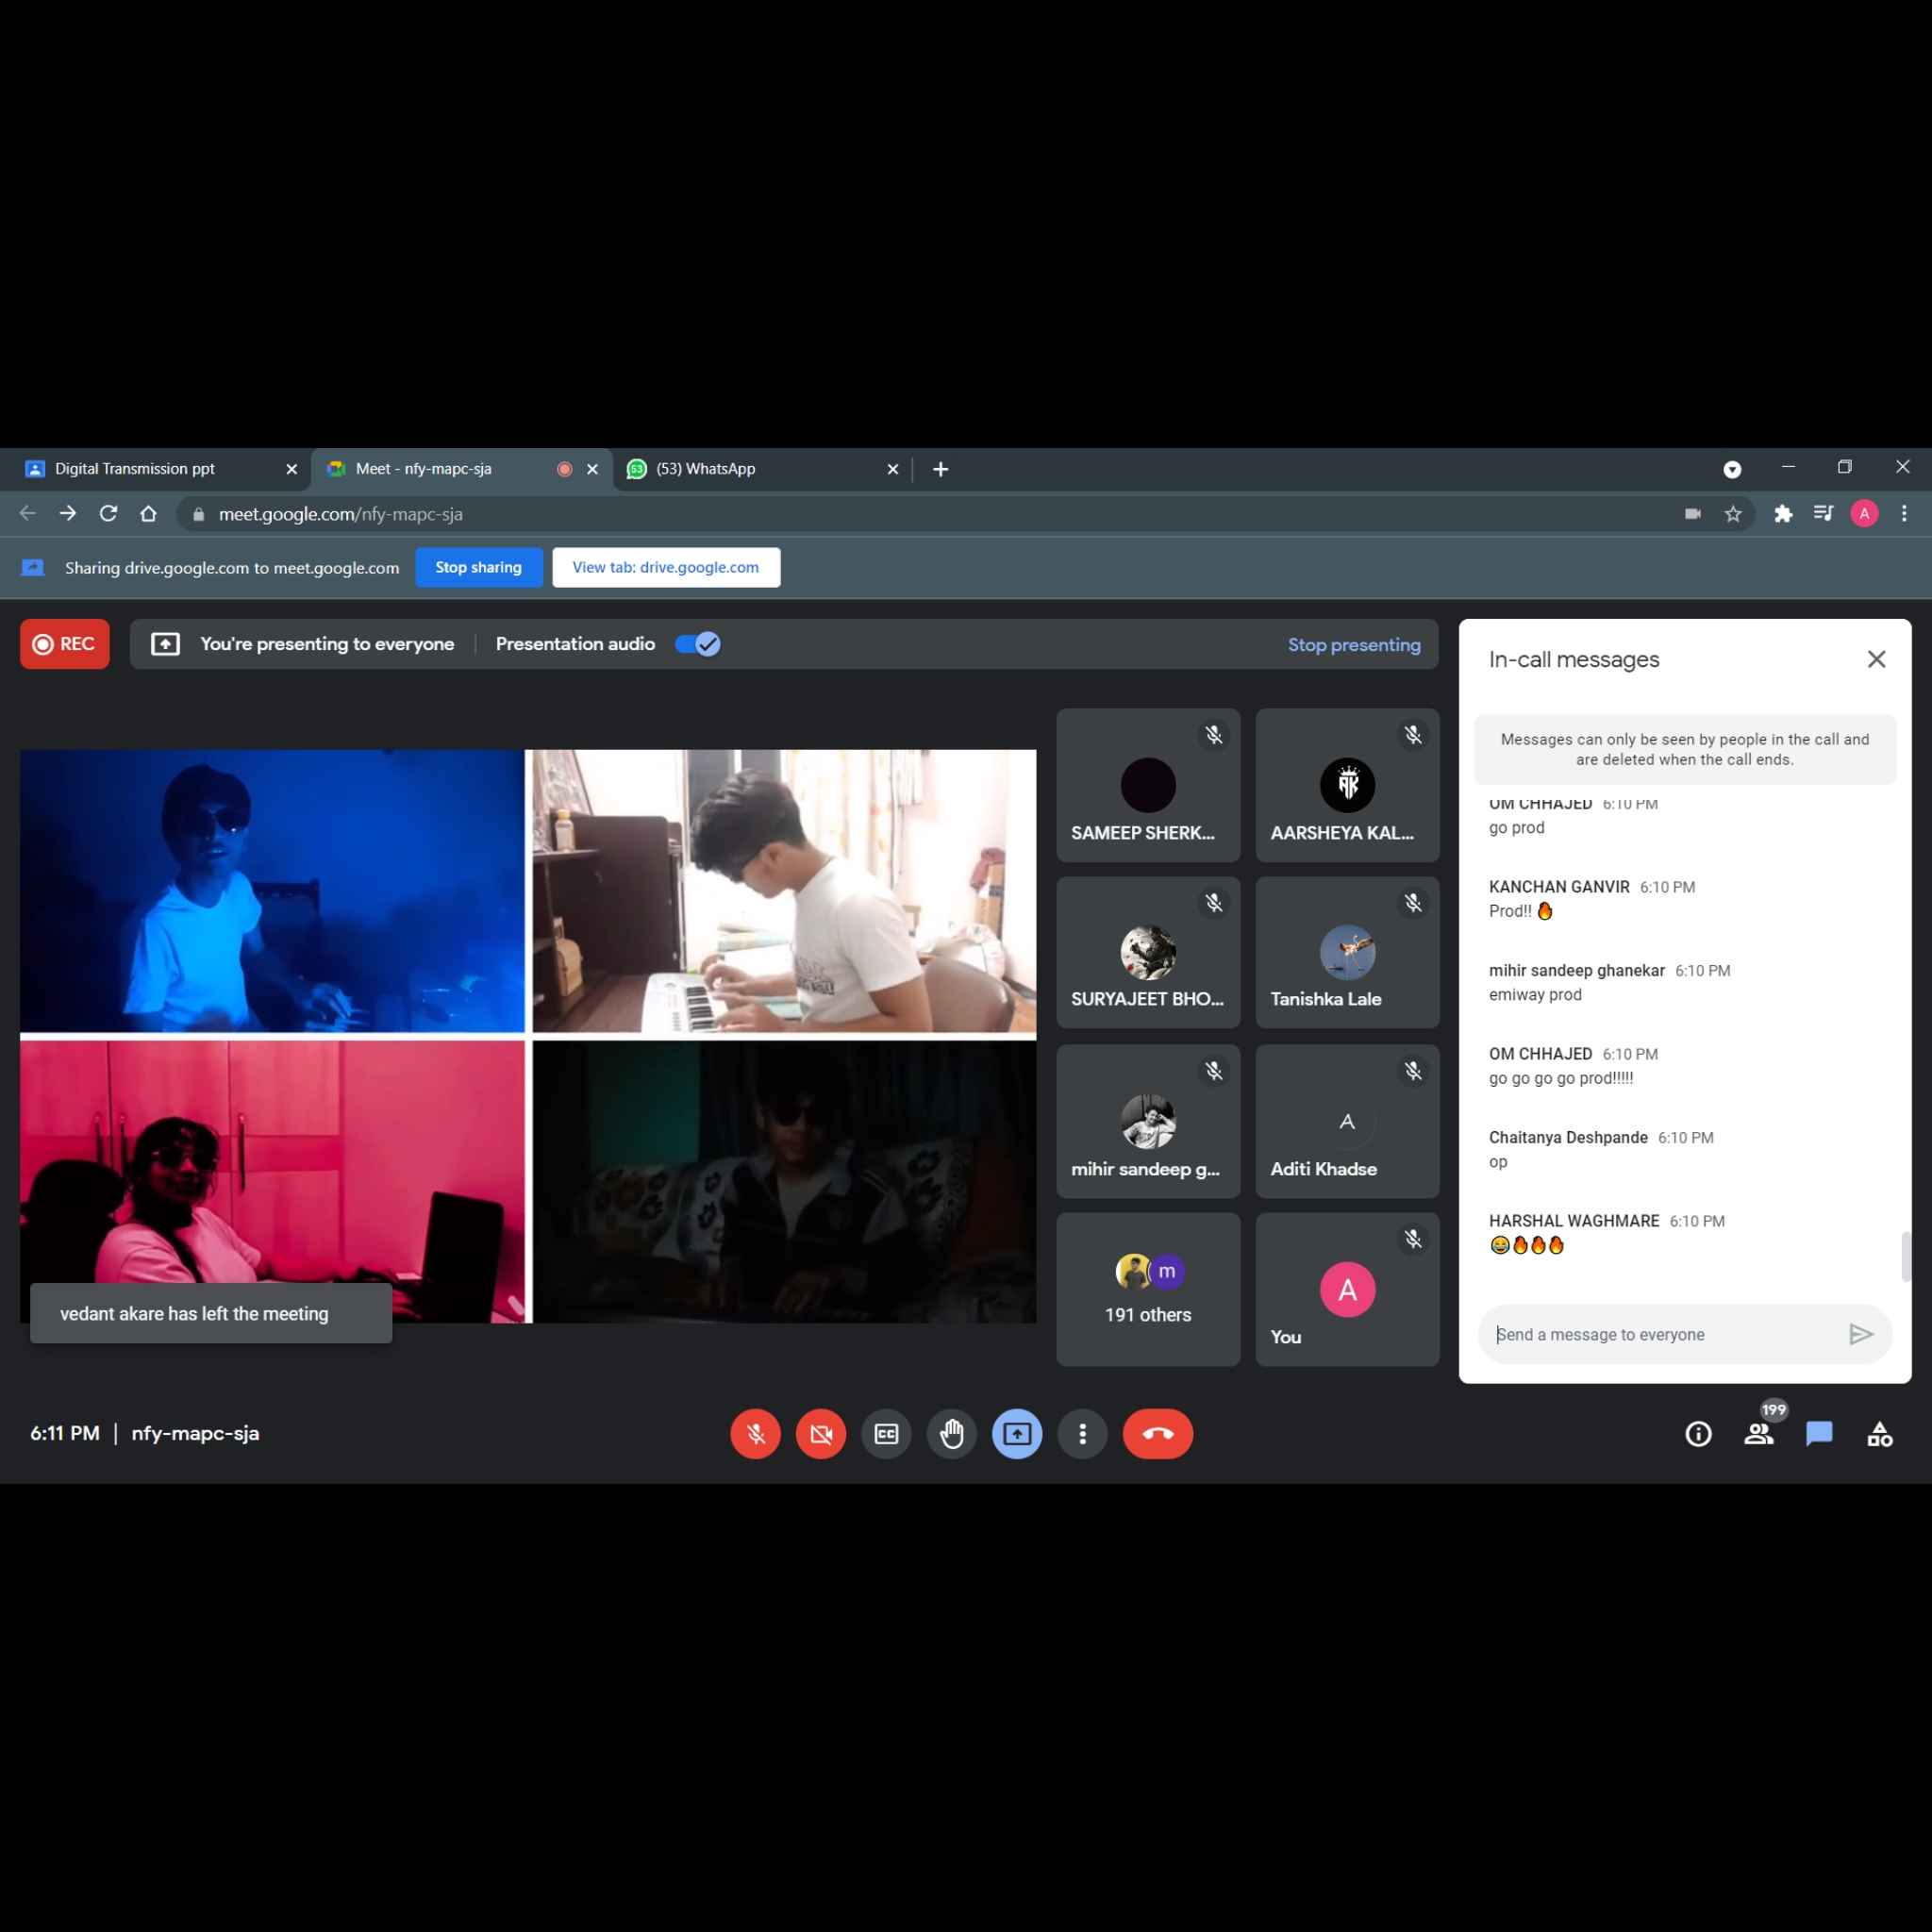 Digital Transmission ppt
Meet - nfy-mapc-sja
53
(53) WhatsApp
meet.google.com/nfy-mapc-sja
A
Sharing drive.google.com to meet.google.com
Stop sharing
View tab: drive.google.com
REC
You're presenting to everyone
Presentation audio
Stop presenting
SAMEEP SHERK...
AK
AARSHEYA KAL...
SURYAJEET BHO...
Tanishka Lale
mihir sandeep g...
A
Aditi Khadse
m
191 others
A
You
vedant akare has left the meeting
In-call messages
Messages can only be seen by people in the call and
are deleted when the call ends.
OM CHHAJED 6:10 PM
go prod
KANCHAN GANVIR 6:10 PM
Prod!! 🔥
mihir sandeep ghanekar 6:10 PM
emiway prod
OM CHHAJED 6:10 PM
go go go go prod!!!!!
Chaitanya Deshpande 6:10 PM
op
HARSHAL WAGHMARE 6:10 PM
😂🔥🔥🔥
Send a message to everyone
6:11 PM | nfy-mapc-sja
CC
199